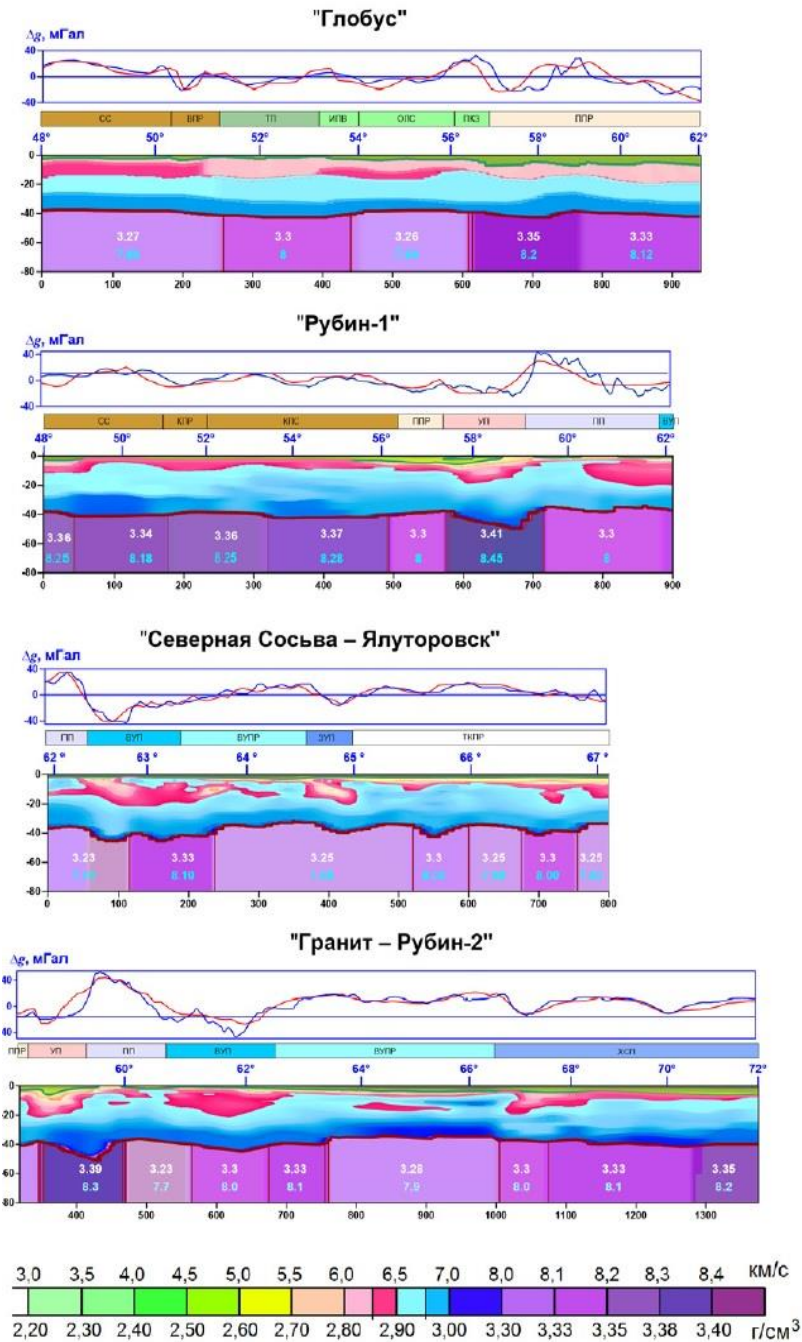 "Глобус"
Δg, мГал
40
0
-40
СС ВПР ТП ИПВ ОЛС ПКЗ ППР
48° 50° 52° 54° 56° 58° 60° 62°
0
-20
-40
-60
-80
3.27 3.3 3.26 3.35 3.33
8 8.2 8.12
0 100 200 300 400 500 600 700 800 900
"Рубин-1"
Δg, мГал
40
0
-40
СС КПР КПС ППР УП ПП ВУП
48° 50° 52° 54° 56° 58° 60° 62°
0
-20
-40
-60
-80
3.36 3.34 3.36 3.37 3.3 3.41 3.3
8.25 8.18 8.25 8.28 8 8.45 8
0 100 200 300 400 500 600 700 800 900
"Северная Сосьва – Ялуторовск"
Δg, мГал
40
0
-40
ПП ВУП ВУПР ЗУП ТКПР
62° 63° 64° 65° 66° 67°
0
-20
-40
-60
-80
3.23 3.33 3.25 3.3 3.25 3.3 3.25
8.10 8.00
0 100 200 300 400 500 600 700 800
"Гранит – Рубин-2"
Δg, мГал
40
0
40
ППР УП ПП ВУП ВУПР ХСП
60° 62° 64° 66° 68° 70° 72°
0
-20
-40
-60
-80
3.39 3.23 3.3 3.33 3.28 3.3 3.33 3.35
8.3 7.7 8.0 8.1 7.9 8.0 8.1 8.2
400 500 600 700 800 900 1000 1100 1200 1300
3,0 3,5 4,0 4,5 5,0 5,5 6,0 6,5 7,0 8,0 8,1 8,2 8,3 8,4 км/с
2,20 2,30 2,40 2,50 2,60 2,70 2,80 2,90 3,00 3,30 3,33 3,35 3,38 3,40 г/см³